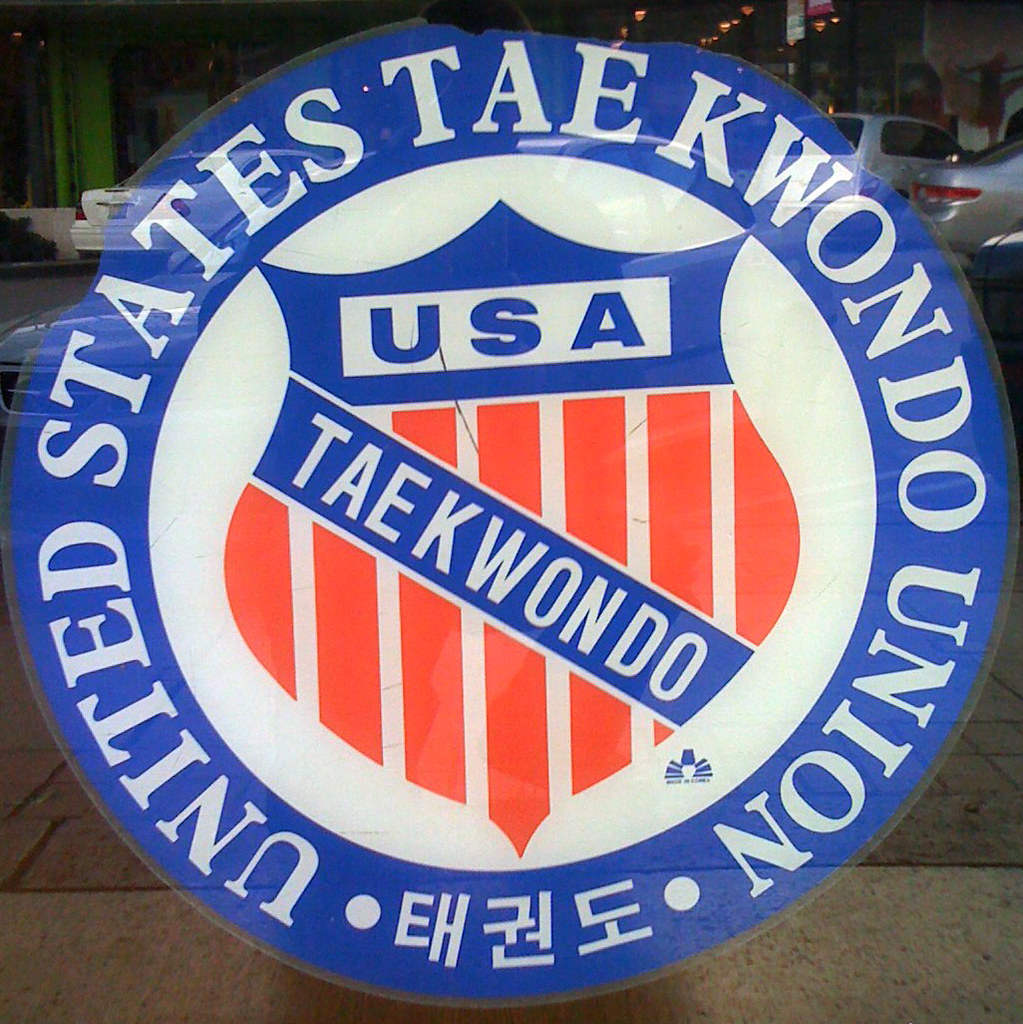 UNITED STATES TAEKWONDO UNION
USA
TAEKWONDO
• 태권도 •